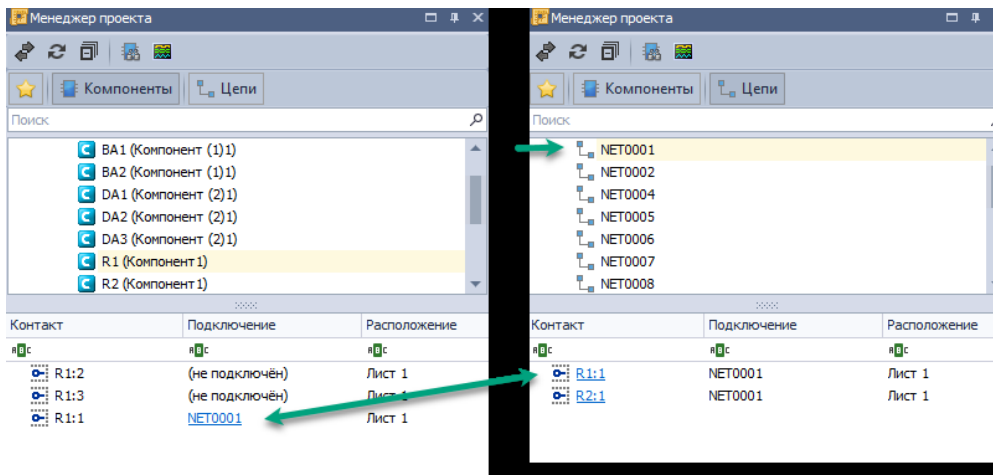 Менеджер проекта
Компоненты
Цепи
Поиск
BA1 (Компонент (1)1)
BA2 (Компонент (1)1)
DA1 (Компонент (2)1)
DA2 (Компонент (2)1)
DA3 (Компонент (2)1)
R1 (Компонент1)
R2 (Компонент1)
Контакт Подключение Расположение
R1:2 (не подключён) Лист 1
R1:3 (не подключён) Лист 1
R1:1 NET0001 Лист 1
Менеджер проекта
Компоненты
Цепи
Поиск
NET0001
NET0002
NET0004
NET0005
NET0006
NET0007
NET0008
Контакт Подключение Расположение
R1:1 NET0001 Лист 1
R2:1 NET0001 Лист 1